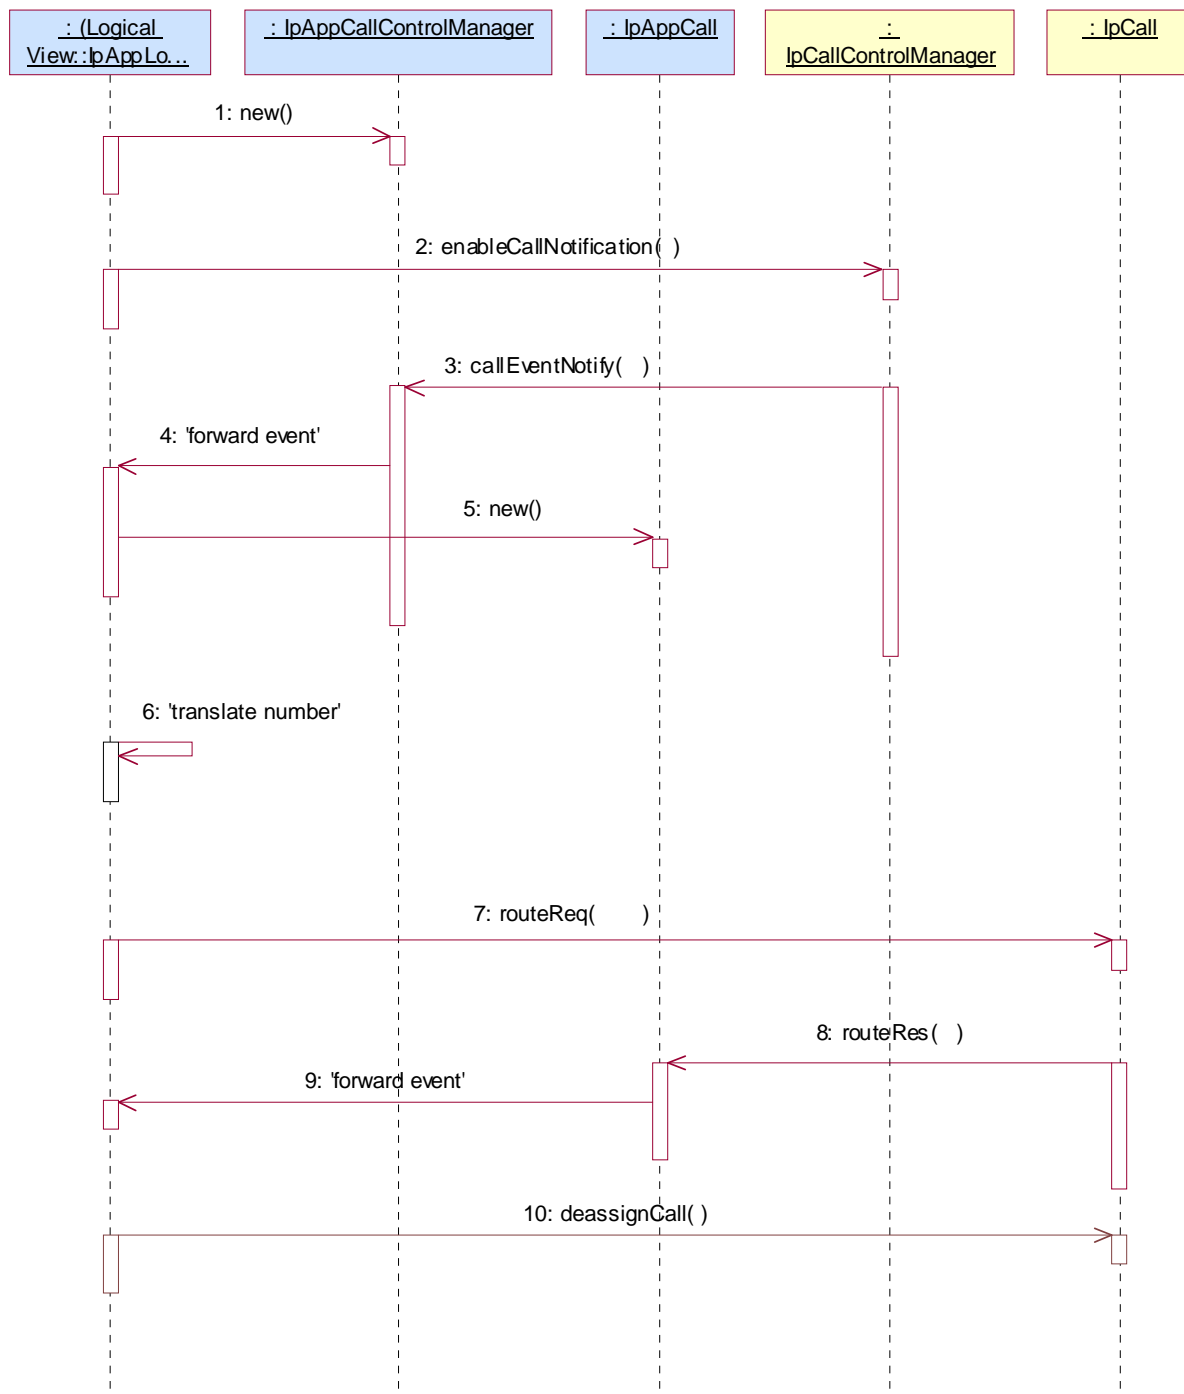 : (Logical
View::IpAppLo...
: IpAppCallControlManager
: IpAppCall
:
IpCallControlManager
: IpCall
1: new()
2: enableCallNotification( )
3: callEventNotify( )
4: 'forward event'
5: new()
6: 'translate number'
7: routeReq( )
8: routeRes( )
9: 'forward event'
10: deassignCall( )